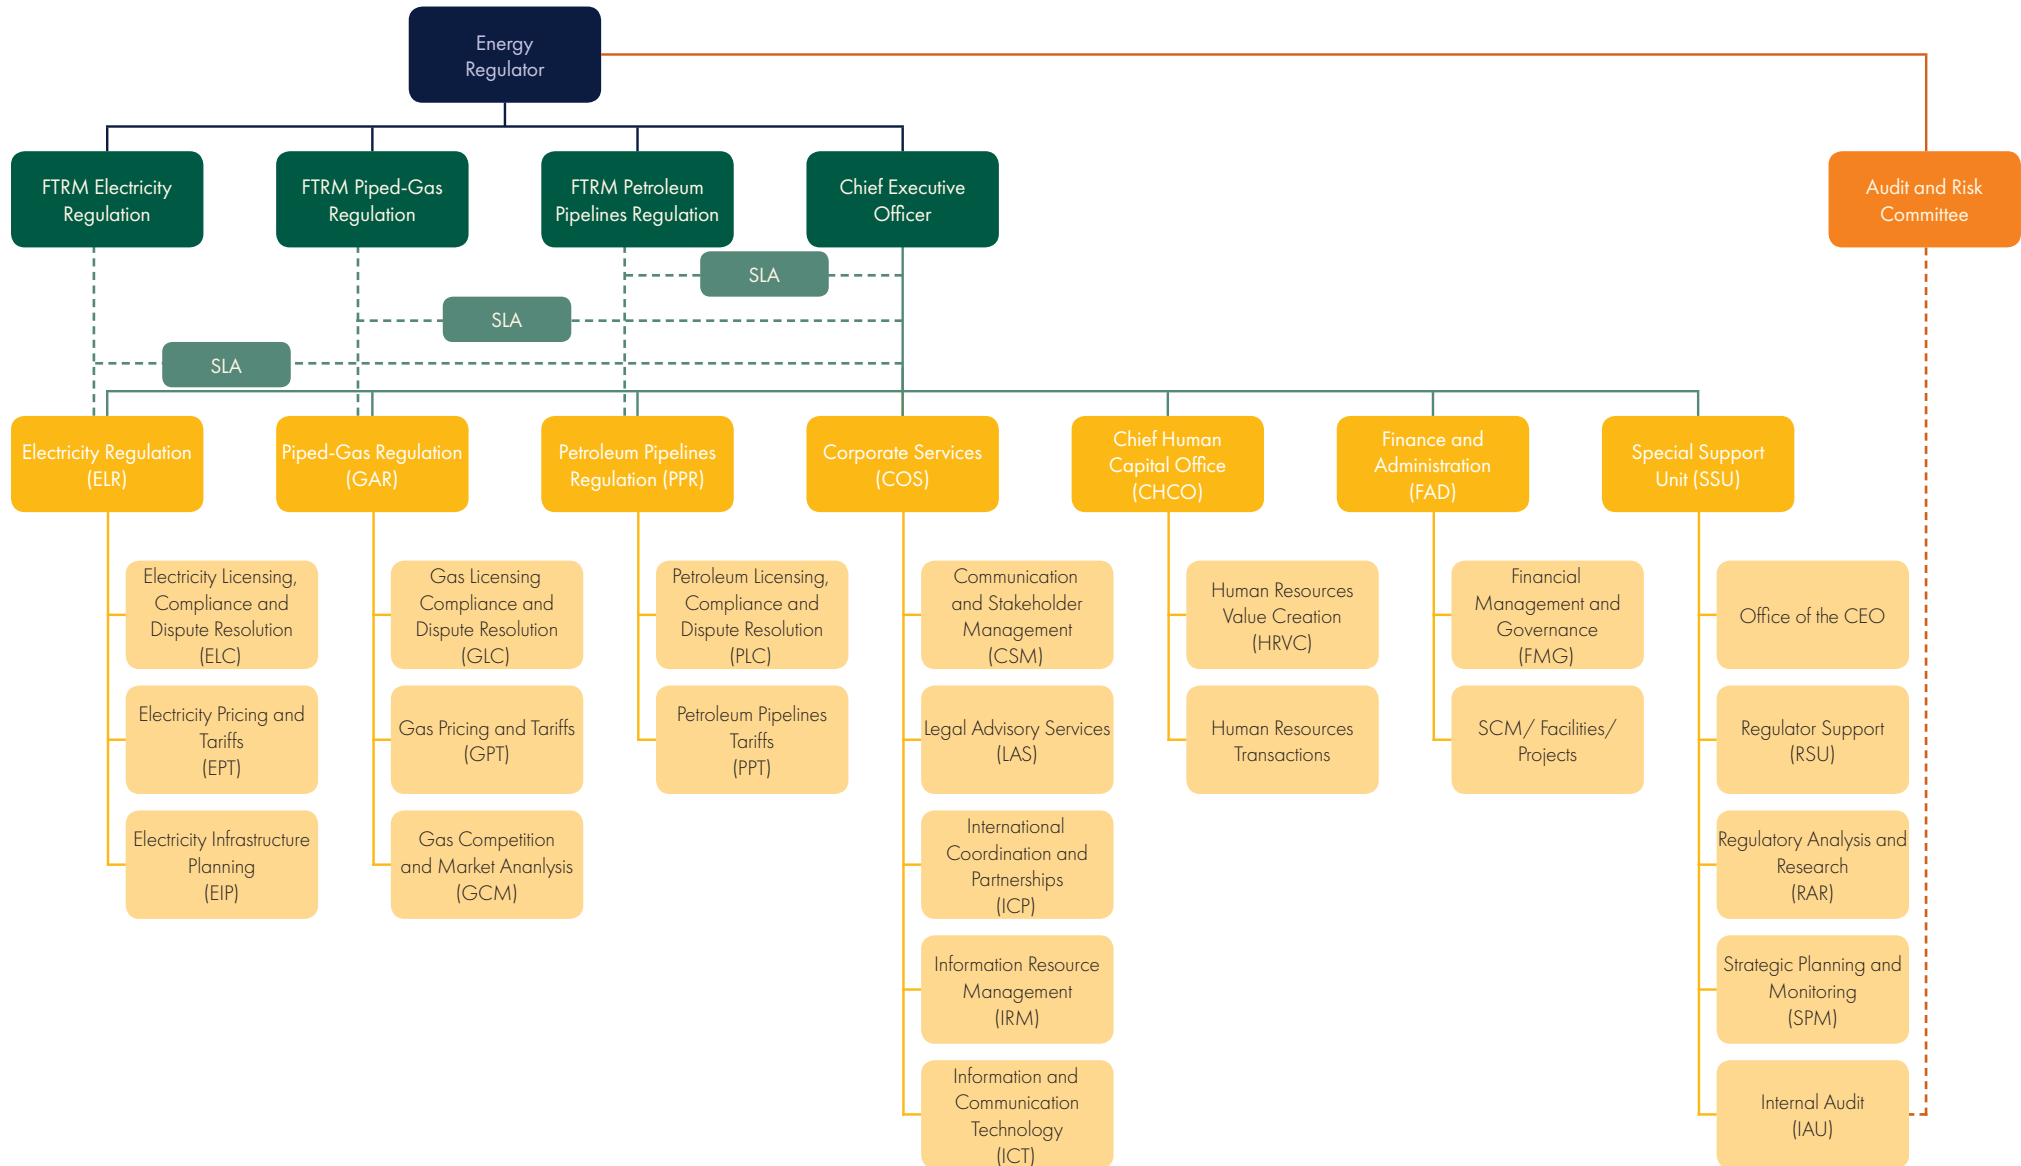 Energy
Regulator
FTRM Electricity
Regulation
FTRM Piped-Gas
Regulation
FTRM Petroleum
Pipelines Regulation
Chief Executive
Officer
Audit and Risk
Committee
SLA
SLA
SLA
Electricity Regulation
(ELR)
Piped-Gas Regulation
(GAR)
Petroleum Pipelines
Regulation (PPR)
Corporate Services
(COS)
Chief Human
Capital Office
(CHCO)
Finance and
Administration
(FAD)
Special Support
Unit (SSU)
Electricity Licensing,
Compliance and
Dispute Resolution
(ELC)
Electricity Pricing and
Tariffs
(EPT)
Electricity Infrastructure
Planning
(EIP)
Gas Licensing
Compliance and
Dispute Resolution
(GLC)
Gas Pricing and Tariffs
(GPT)
Gas Competition
and Market Ananlysis
(GCM)
Petroleum Licensing,
Compliance and
Dispute Resolution
(PLC)
Petroleum Pipelines
Tariffs
(PPT)
Communication
and Stakeholder
Management
(CSM)
Legal Advisory Services
(LAS)
International
Coordination and
Partnerships
(ICP)
Information Resource
Management
(IRM)
Information and
Communication
Technology
(ICT)
Human Resources
Value Creation
(HRVC)
Human Resources
Transactions
Financial
Management and
Governance
(FMG)
SCM/ Facilities/
Projects
Office of the CEO
Regulator Support
(RSU)
Regulatory Analysis and
Research
(RAR)
Strategic Planning and
Monitoring
(SPM)
Internal Audit
(IAU)